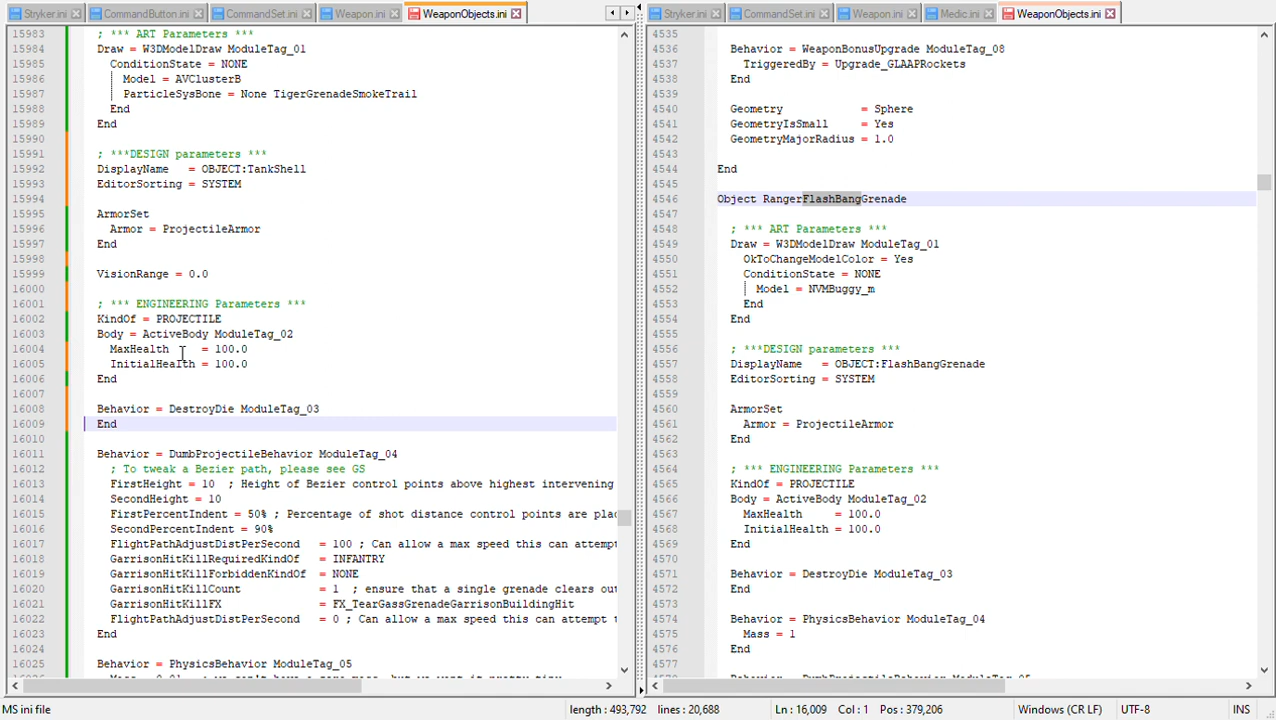 Stryker.ini CommandButton.ini CommandSet.ini Weapon.ini WeaponObjects.ini
15983 ; *** ART Parameters ***
15984 Draw = W3DModelDraw ModuleTag_01
15985 ConditionState = NONE
15986 Model = AVClusterB
15987 ParticleSysBone = None TigerGrenadeSmokeTrail
15988 End
15989 End
15990
15991 ; ***DESIGN parameters ***
15992 DisplayName = OBJECT:TankShell
15993 EditorSorting = SYSTEM
15994
15995 ArmorSet
15996 Armor = ProjectileArmor
15997 End
15998
15999 VisionRange = 0.0
16000
16001 ; *** ENGINEERING Parameters ***
16002 KindOf = PROJECTILE
16003 Body = ActiveBody ModuleTag_02
16004 MaxHealth = 100.0
16005 InitialHealth = 100.0
16006 End
16007
16008 Behavior = DestroyDie ModuleTag_03
16009 End
16010
16011 Behavior = DumbProjectileBehavior ModuleTag_04
16012 ; To tweak a Bezier path, please see GS
16013 FirstHeight = 10 ; Height of Bezier control points above highest intervening
16014 SecondHeight = 10
16015 FirstPercentIndent = 50% ; Percentage of shot distance control points are pla
16016 SecondPercentIndent = 90%
16017 FlightPathAdjustDistPerSecond = 100 ; Can allow a max speed this can attempt
16018 GarrisonHitKillRequiredKindOf = INFANTRY
16019 GarrisonHitKillForbiddenKindOf = NONE
16020 GarrisonHitKillCount = 1 ; ensure that a single grenade clears ou
16021 GarrisonHitKillFX = FX_TearGassGrenadeGarrisonBuildingHit
16022 FlightPathAdjustDistPerSecond = 0 ; Can allow a max speed this can attempt t
16023 End
16024
16025 Behavior = PhysicsBehavior ModuleTag_05
Stryker.ini CommandSet.ini Weapon.ini Medic.ini WeaponObjects.ini
4535
4536 Behavior = WeaponBonusUpgrade ModuleTag_08
4537 TriggeredBy = Upgrade_GLAAPRockets
4538 End
4539
4540 Geometry = Sphere
4541 GeometryIsSmall = Yes
4542 GeometryMajorRadius = 1.0
4543
4544 End
4545
4546 Object RangerFlashBangGrenade
4547
4548 ; *** ART Parameters ***
4549 Draw = W3DModelDraw ModuleTag_01
4550 OkToChangeModelColor = Yes
4551 ConditionState = NONE
4552 Model = NVMBuggy_m
4553 End
4554 End
4555
4556 ; ***DESIGN parameters ***
4557 DisplayName = OBJECT:FlashBangGrenade
4558 EditorSorting = SYSTEM
4559
4560 ArmorSet
4561 Armor = ProjectileArmor
4562 End
4563
4564 ; *** ENGINEERING Parameters ***
4565 KindOf = PROJECTILE
4566 Body = ActiveBody ModuleTag_02
4567 MaxHealth = 100.0
4568 InitialHealth = 100.0
4569 End
4570
4571 Behavior = DestroyDie ModuleTag_03
4572 End
4573
4574 Behavior = PhysicsBehavior ModuleTag_04
4575 Mass = 1
4576 End
4577
MS ini file length : 493,792 lines : 20,688 Ln : 16,009 Col : 1 Pos : 379,206 Windows (CR LF) UTF-8 INS